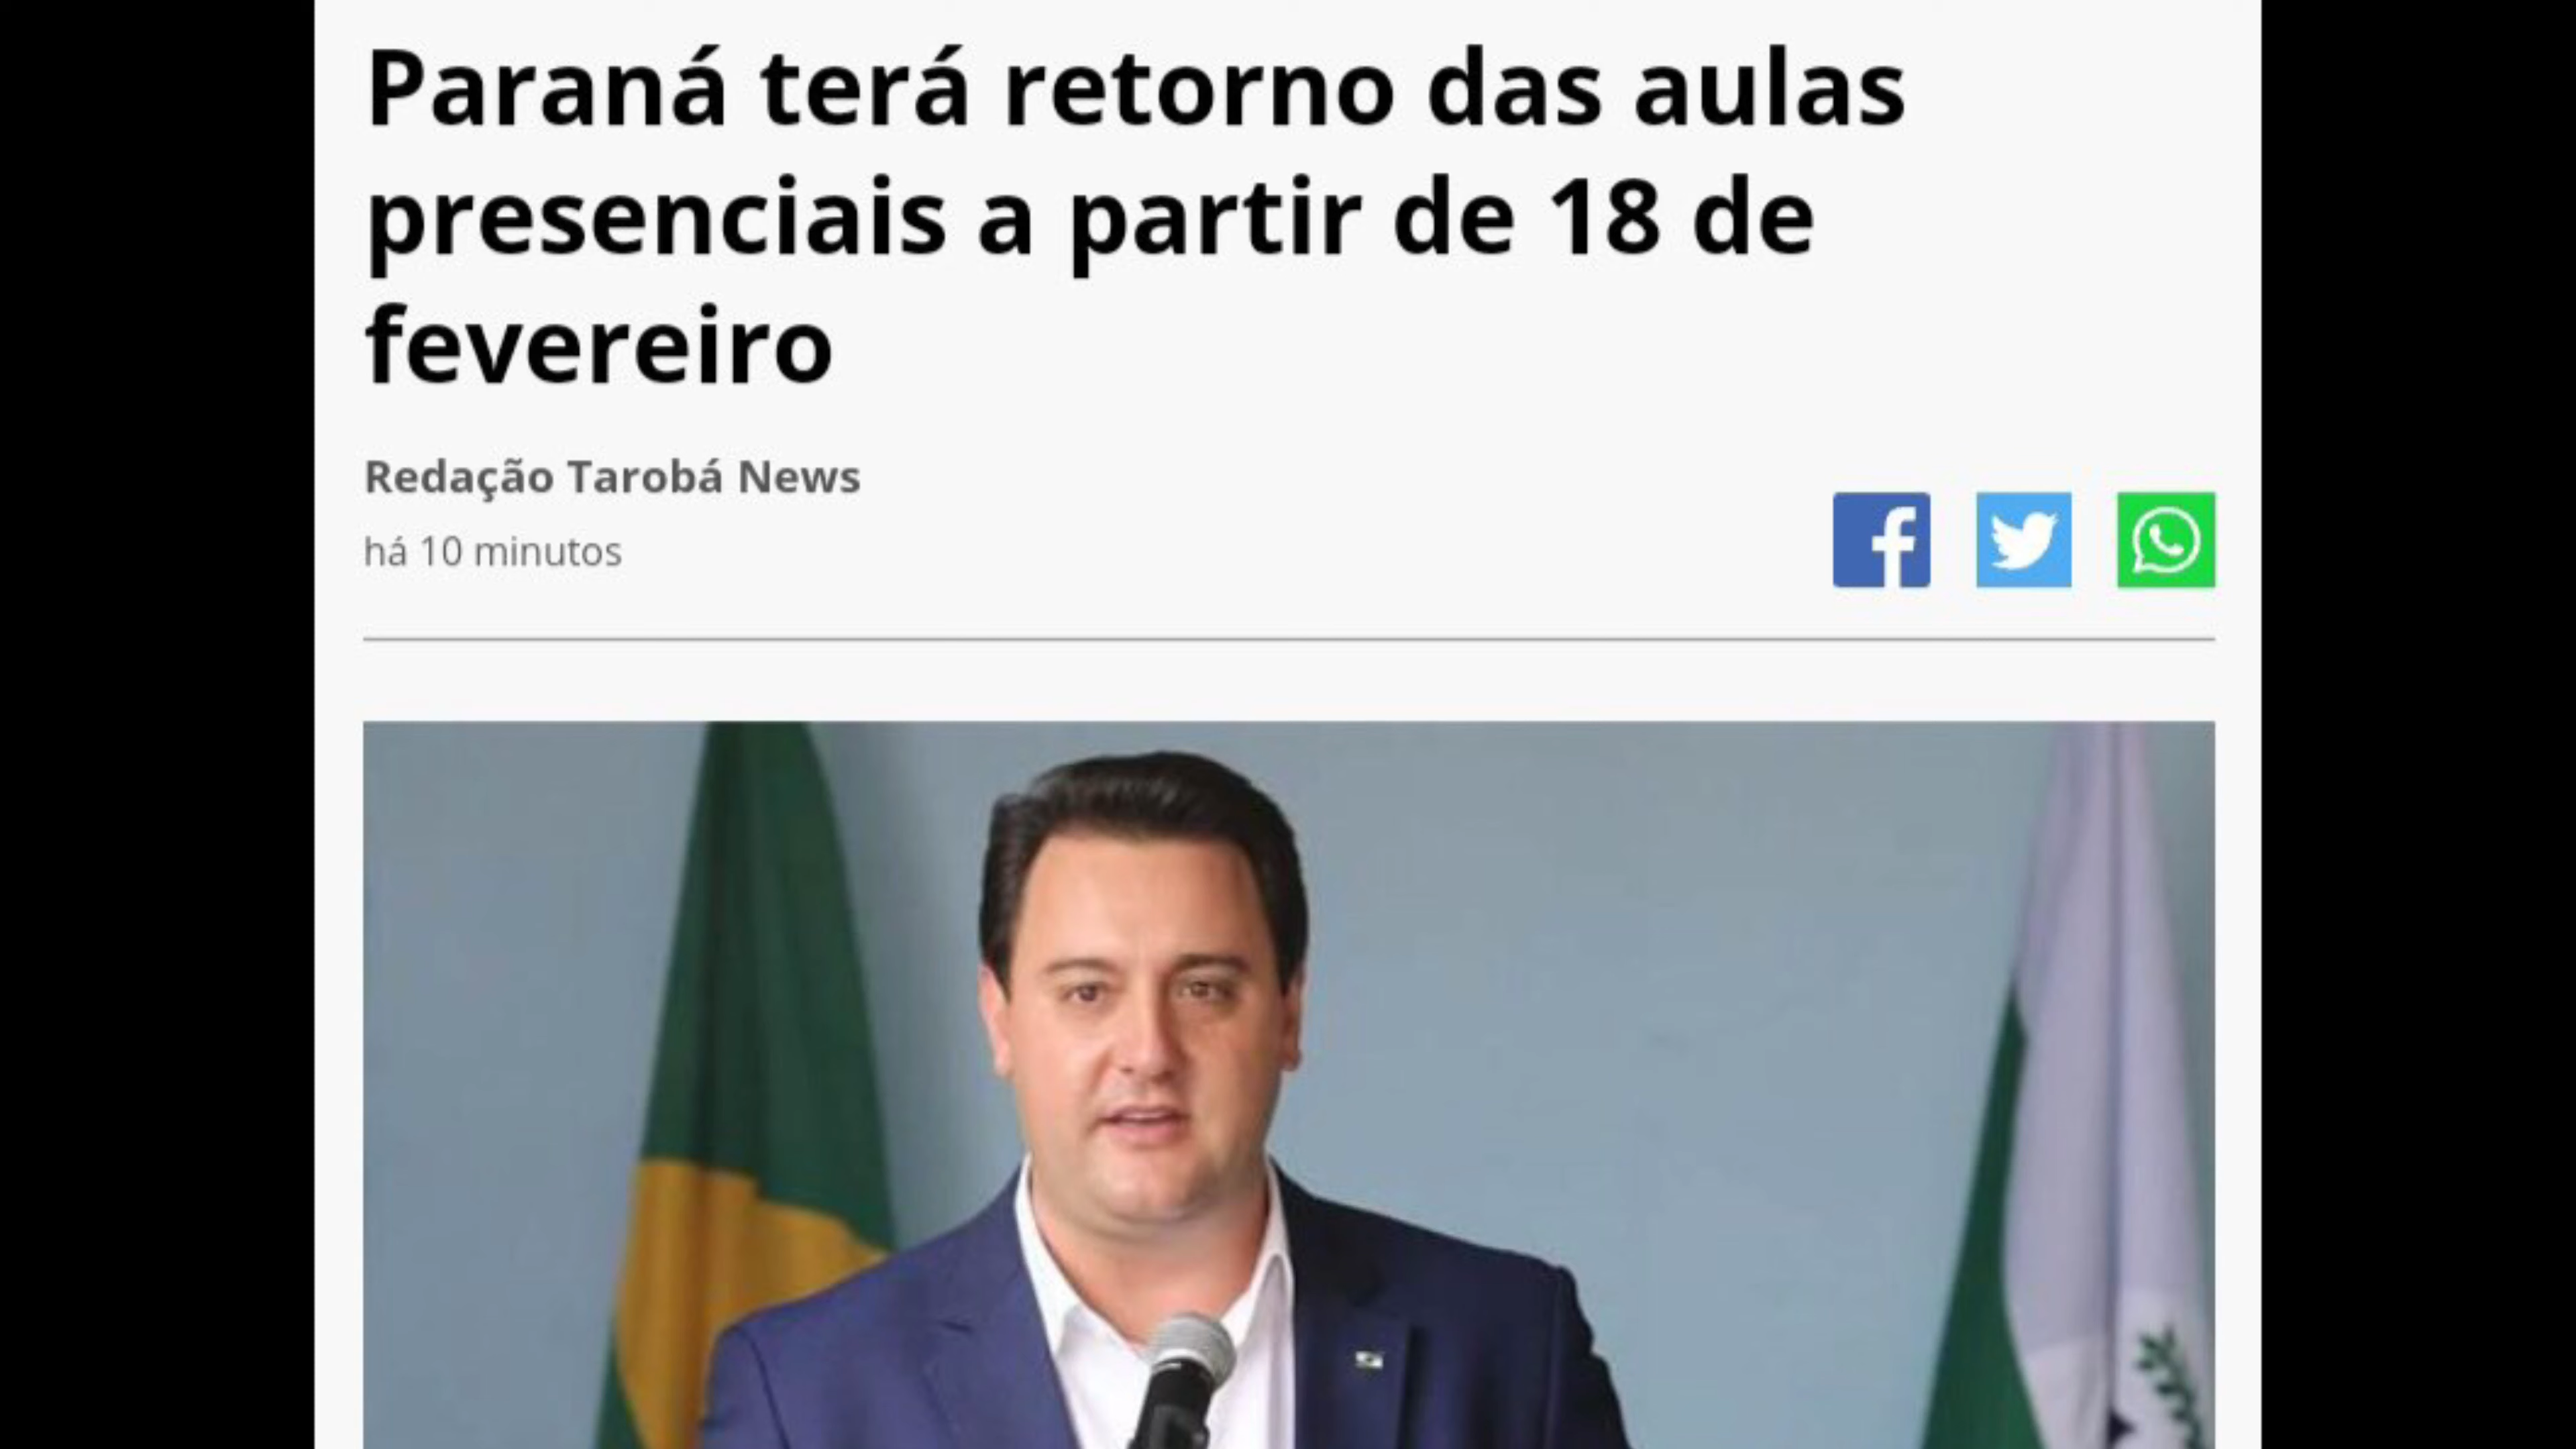 Paraná terá retorno das aulas
presenciais a partir de 18 de
fevereiro
Redação Tarobá News
há 10 minutos